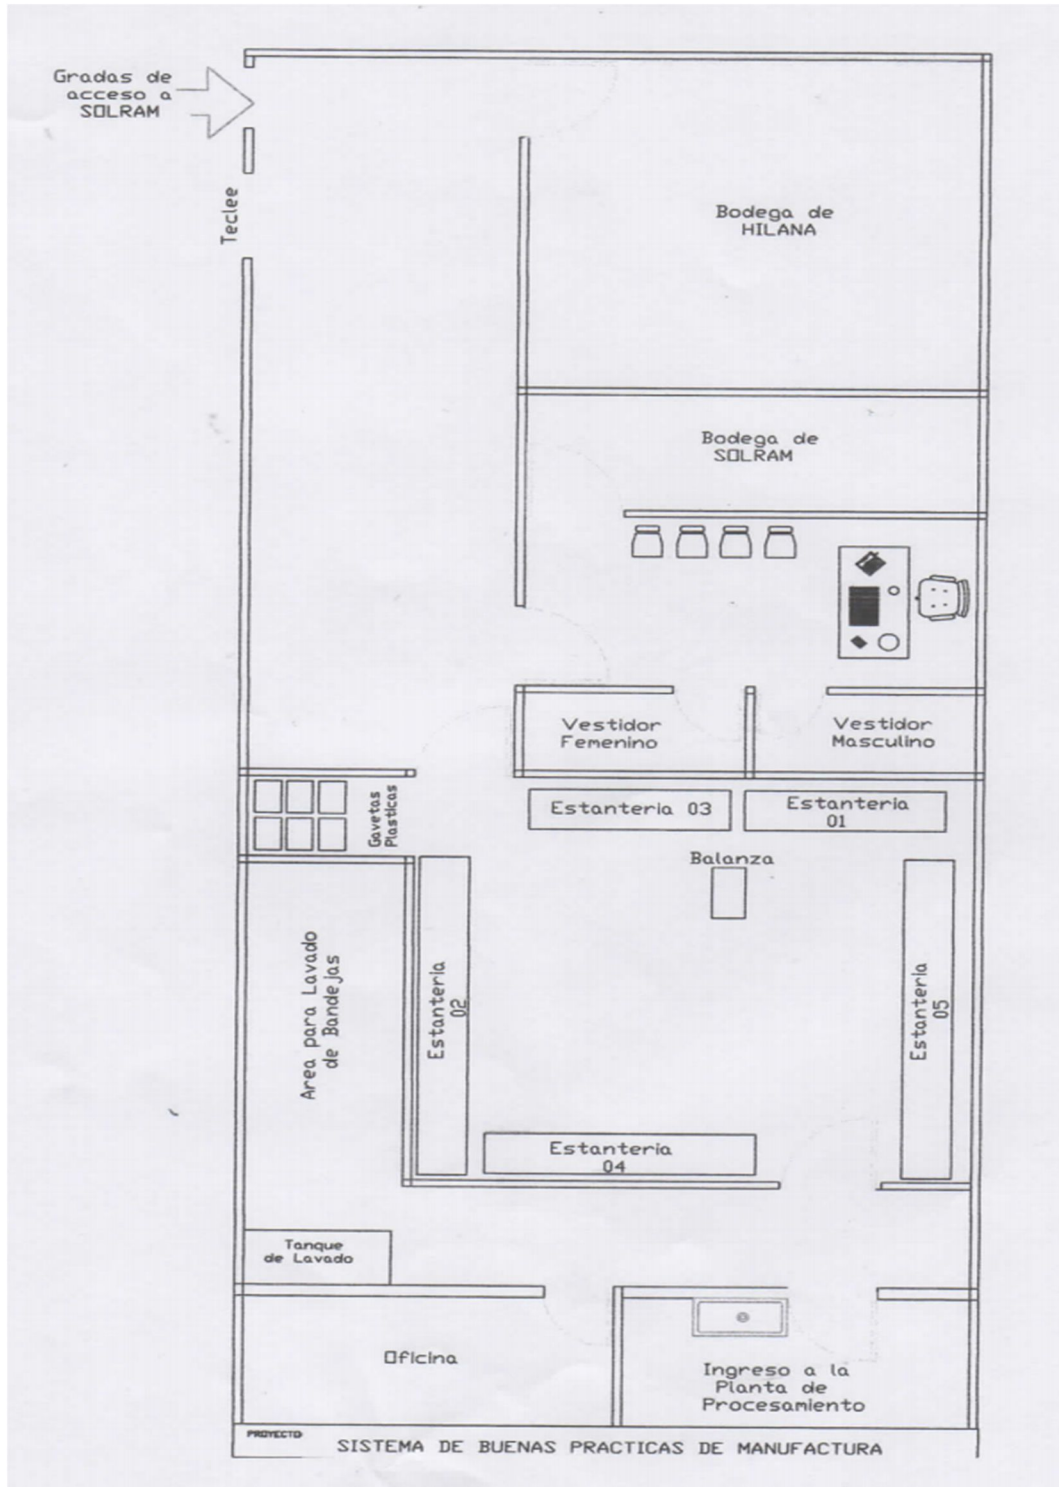 Gradas de
acceso a
SOLRAM
Teclee
Bodega de
HILANA
Bodega de
SOLRAM
Vestidor
Femenino
Vestidor
Masculino
Gavetas
Plasticas
Estanteria 03
Estanteria
01
Balanza
Area para Lavado
de Bandejas
Estanteria
02
Estanteria
05
Estanteria
04
Tanque
de Lavado
Oficina
Ingreso a la
Planta de
Procesamiento
PROYECTO:
SISTEMA DE BUENAS PRACTICAS DE MANUFACTURA